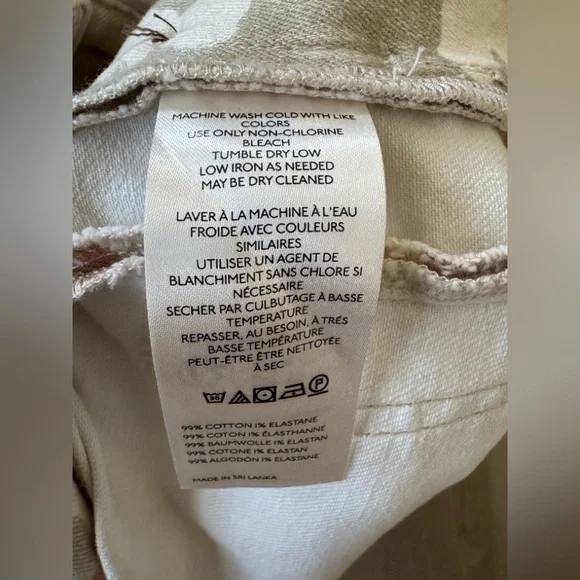 MACHINE WASH COLD WITH LIKE
COLORS
USE ONLY NON-CHLORINE
BLEACH
TUMBLE DRY LOW
LOW IRON AS NEEDED
MAY BE DRY CLEANED
LAVER À LA MACHINE À L'EAU
FROIDE AVEC COULEURS
SIMILAIRES
UTILISER UN AGENT DE
BLANCHIMENT SANS CHLORE SI
NÉCESSAIRE
SECHER PAR CULBUTAGE À BASSE
TEMPERATURE
REPASSER, AU BESOIN, À TRÉS
BASSE TEMPÉRATURE
PEUT-ÊTRE ÊTRE NETTOYÉE
À SEC
30 P
99% COTTON 1% ELASTANE
99% COTON 1% ÉLASTHANNE
99% BAUMWOLLE 1% ELASTAN
99% COTONE 1% ELASTAN
99% ALGODÓN 1% ELASTANO
MADE IN SRI LANKA